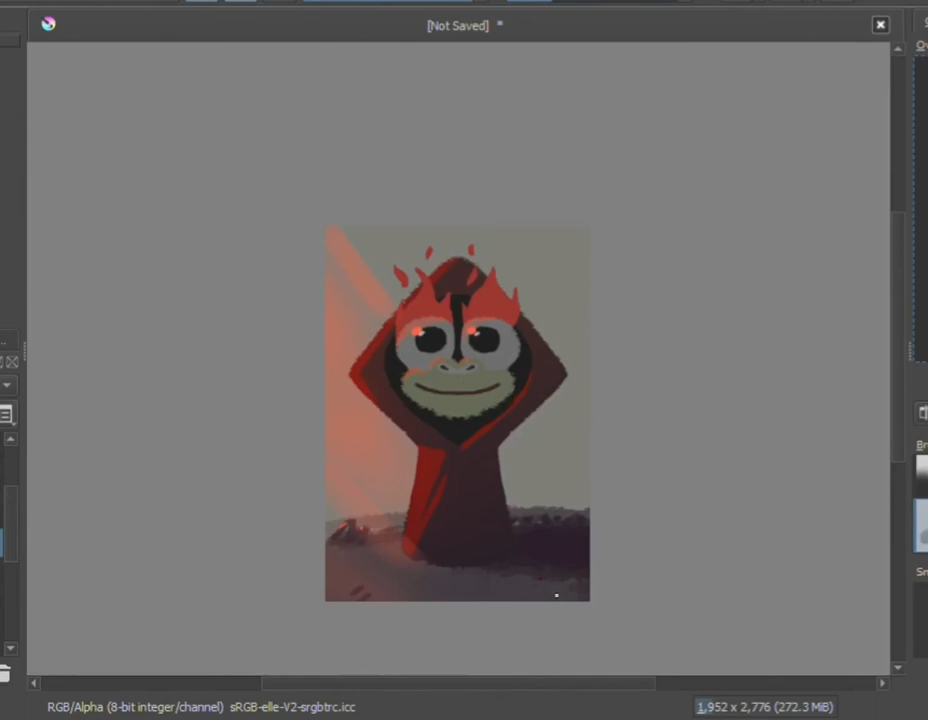 [Not Saved] *
RGB/Alpha (8-bit integer/channel) sRGB-elle-V2-srgbtrc.icc
1,952 x 2,776 (272.3 MiB)